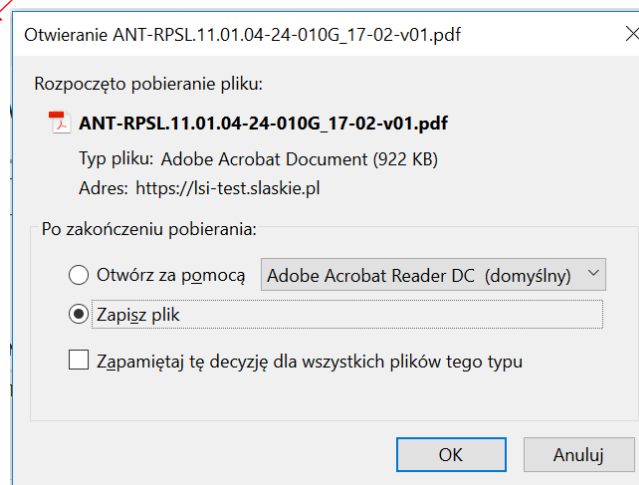 Otwieranie ANT-RPSL.11.01.04-24-010G_17-02-v01.pdf
Rozpoczęto pobieranie pliku:
ANT-RPSL.11.01.04-24-010G_17-02-v01.pdf
Typ pliku: Adobe Acrobat Document (922 KB)
Adres: https://lsi-test.slaskie.pl
Po zakończeniu pobierania:
Otwórz za pomocą Adobe Acrobat Reader DC (domyślny)
Zapisz plik
Zapamiętaj tę decyzję dla wszystkich plików tego typu
OK Anuluj